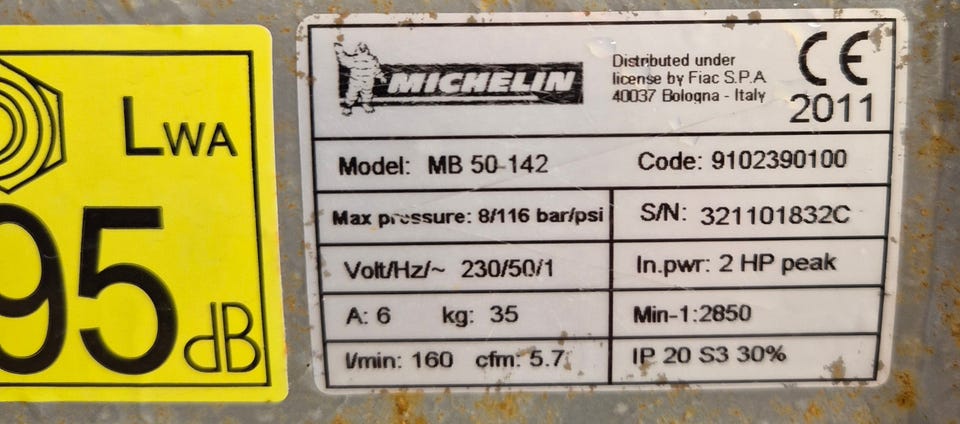 LWA
95 dB
MICHELIN
Distributed under
license by Fiac S.P.A
40037 Bologna - Italy
CE
2011
Model: MB 50-142
Code: 9102390100
Max pressure: 8/116 bar/psi
S/N: 321101832C
Volt/Hz/~ 230/50/1
In.pwr: 2 HP peak
A: 6 kg: 35
Min-1:2850
l/min: 160 cfm: 5.7
IP 20 S3 30%